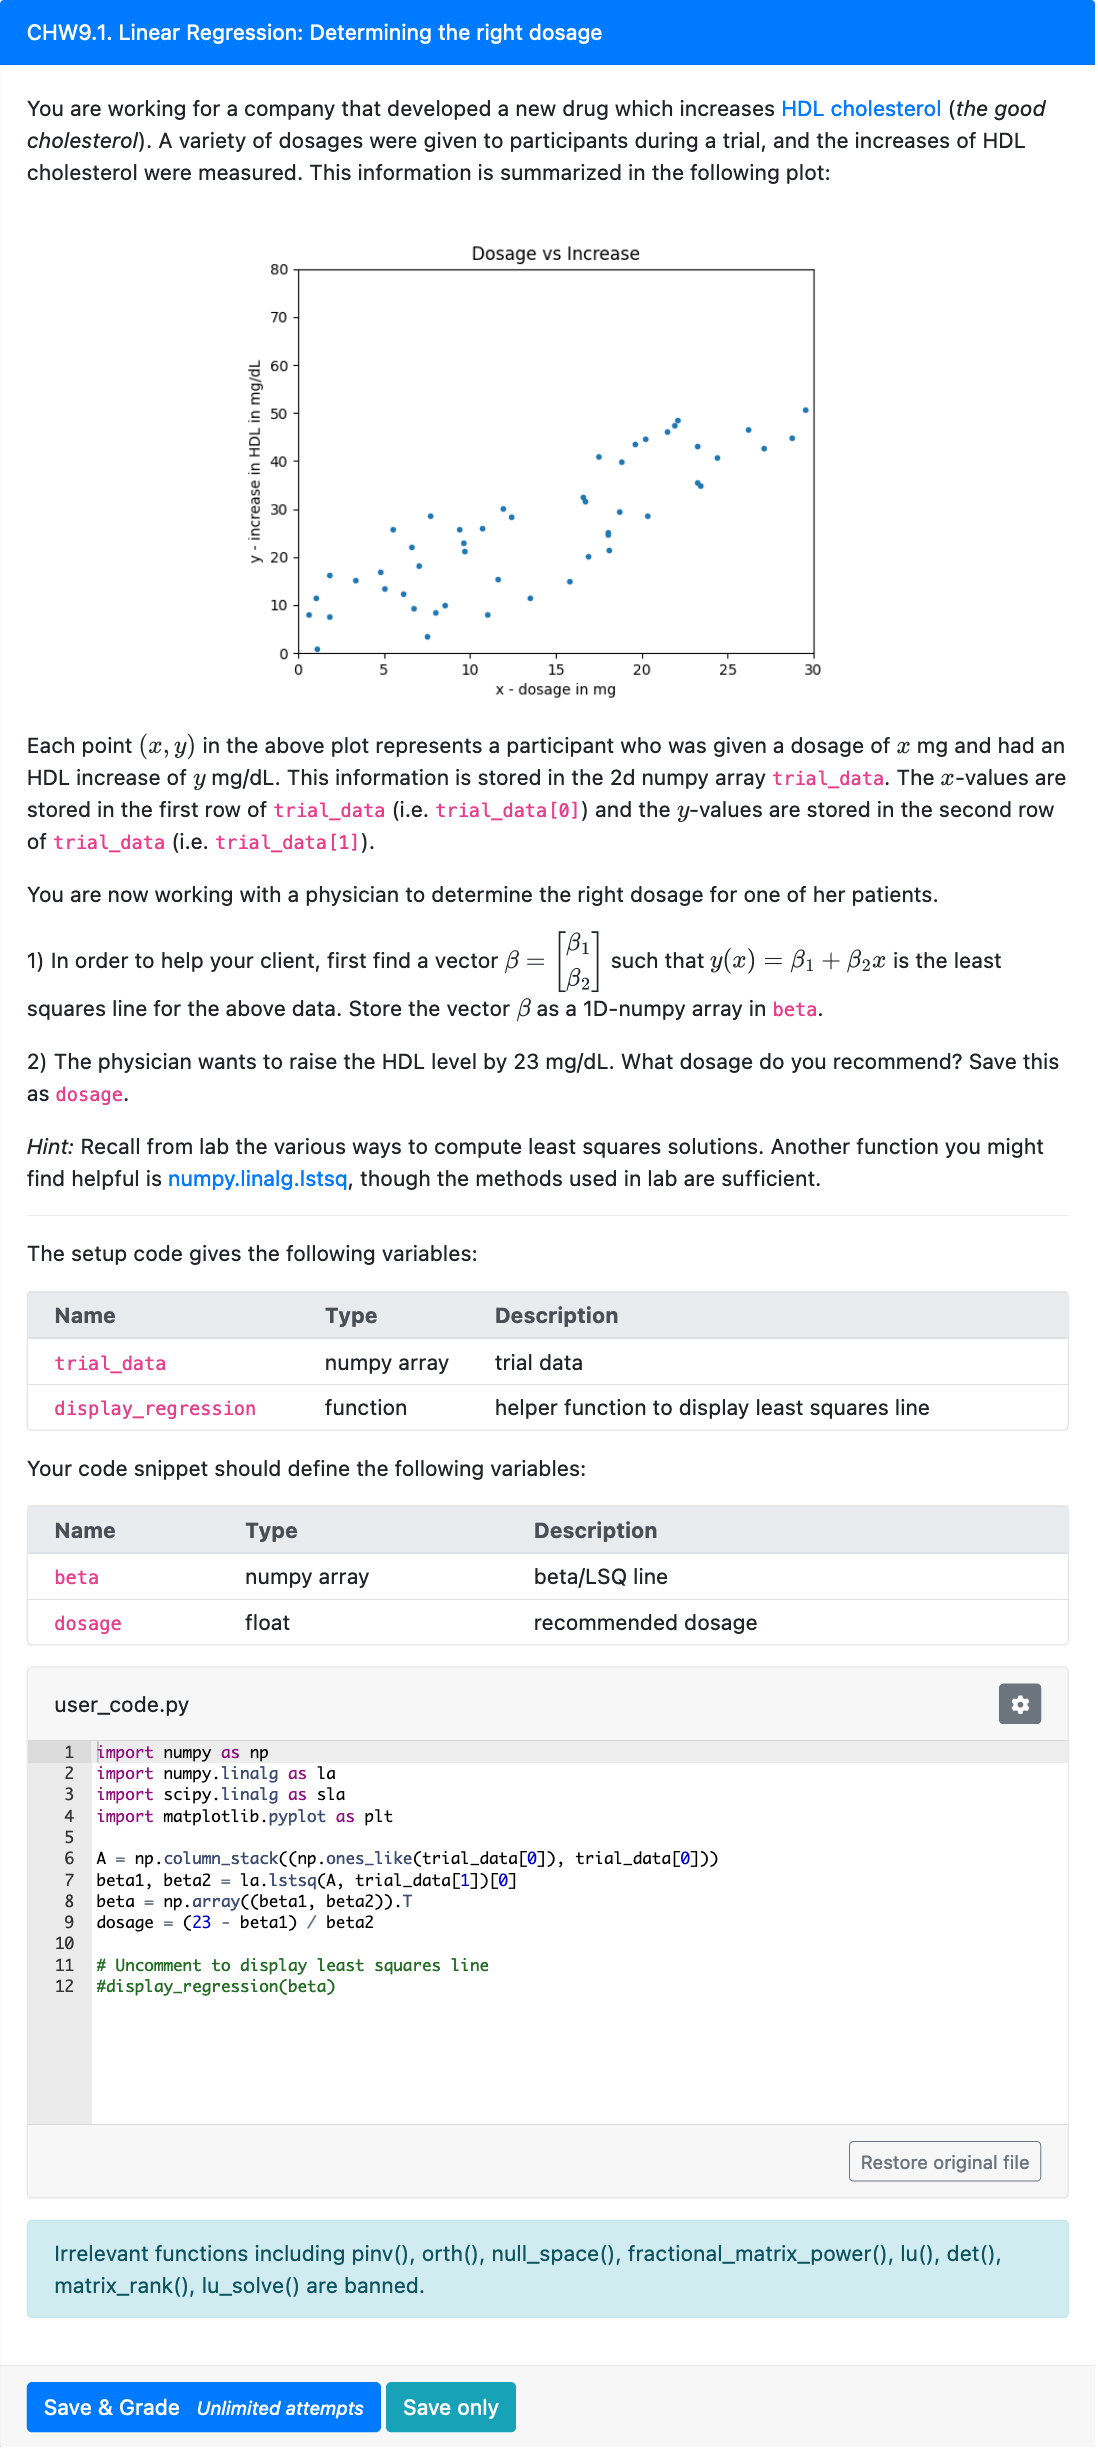 CHW9.1. Linear Regression: Determining the right dosage
You are working for a company that developed a new drug which increases HDL cholesterol (the good
cholesterol). A variety of dosages were given to participants during a trial, and the increases of HDL
cholesterol were measured. This information is summarized in the following plot:
Dosage vs Increase
80
70
60
50
40
30
20
10
0
y - increase in HDL in mg/dL
0 5 10 15 20 25 30
x - dosage in mg
Each point (x, y) in the above plot represents a participant who was given a dosage of x mg and had an
HDL increase of y mg/dL. This information is stored in the 2d numpy array trial_data. The x-values are
stored in the first row of trial_data (i.e. trial_data[0]) and the y-values are stored in the second row
of trial_data (i.e. trial_data[1]).
You are now working with a physician to determine the right dosage for one of her patients.
1) In order to help your client, first find a vector β = [β₁ β₂] such that y(x) = β₁ + β₂x is the least
squares line for the above data. Store the vector β as a 1D-numpy array in beta.
2) The physician wants to raise the HDL level by 23 mg/dL. What dosage do you recommend? Save this
as dosage.
Hint: Recall from lab the various ways to compute least squares solutions. Another function you might
find helpful is numpy.linalg.lstsq, though the methods used in lab are sufficient.
The setup code gives the following variables:
Name Type Description
trial_data numpy array trial data
display_regression function helper function to display least squares line
Your code snippet should define the following variables:
Name Type Description
beta numpy array beta/LSQ line
dosage float recommended dosage
user_code.py
1 import numpy as np
2 import numpy.linalg as la
3 import scipy.linalg as sla
4 import matplotlib.pyplot as plt
5
6 A = np.column_stack((np.ones_like(trial_data[0]), trial_data[0]))
7 beta1, beta2 = la.lstsq(A, trial_data[1])[0]
8 beta = np.array((beta1, beta2)).T
9 dosage = (23 - beta1) / beta2
10
11 # Uncomment to display least squares line
12 #display_regression(beta)
Restore original file
Irrelevant functions including pinv(), orth(), null_space(), fractional_matrix_power(), lu(), det(),
matrix_rank(), lu_solve() are banned.
Save & Grade Unlimited attempts Save only